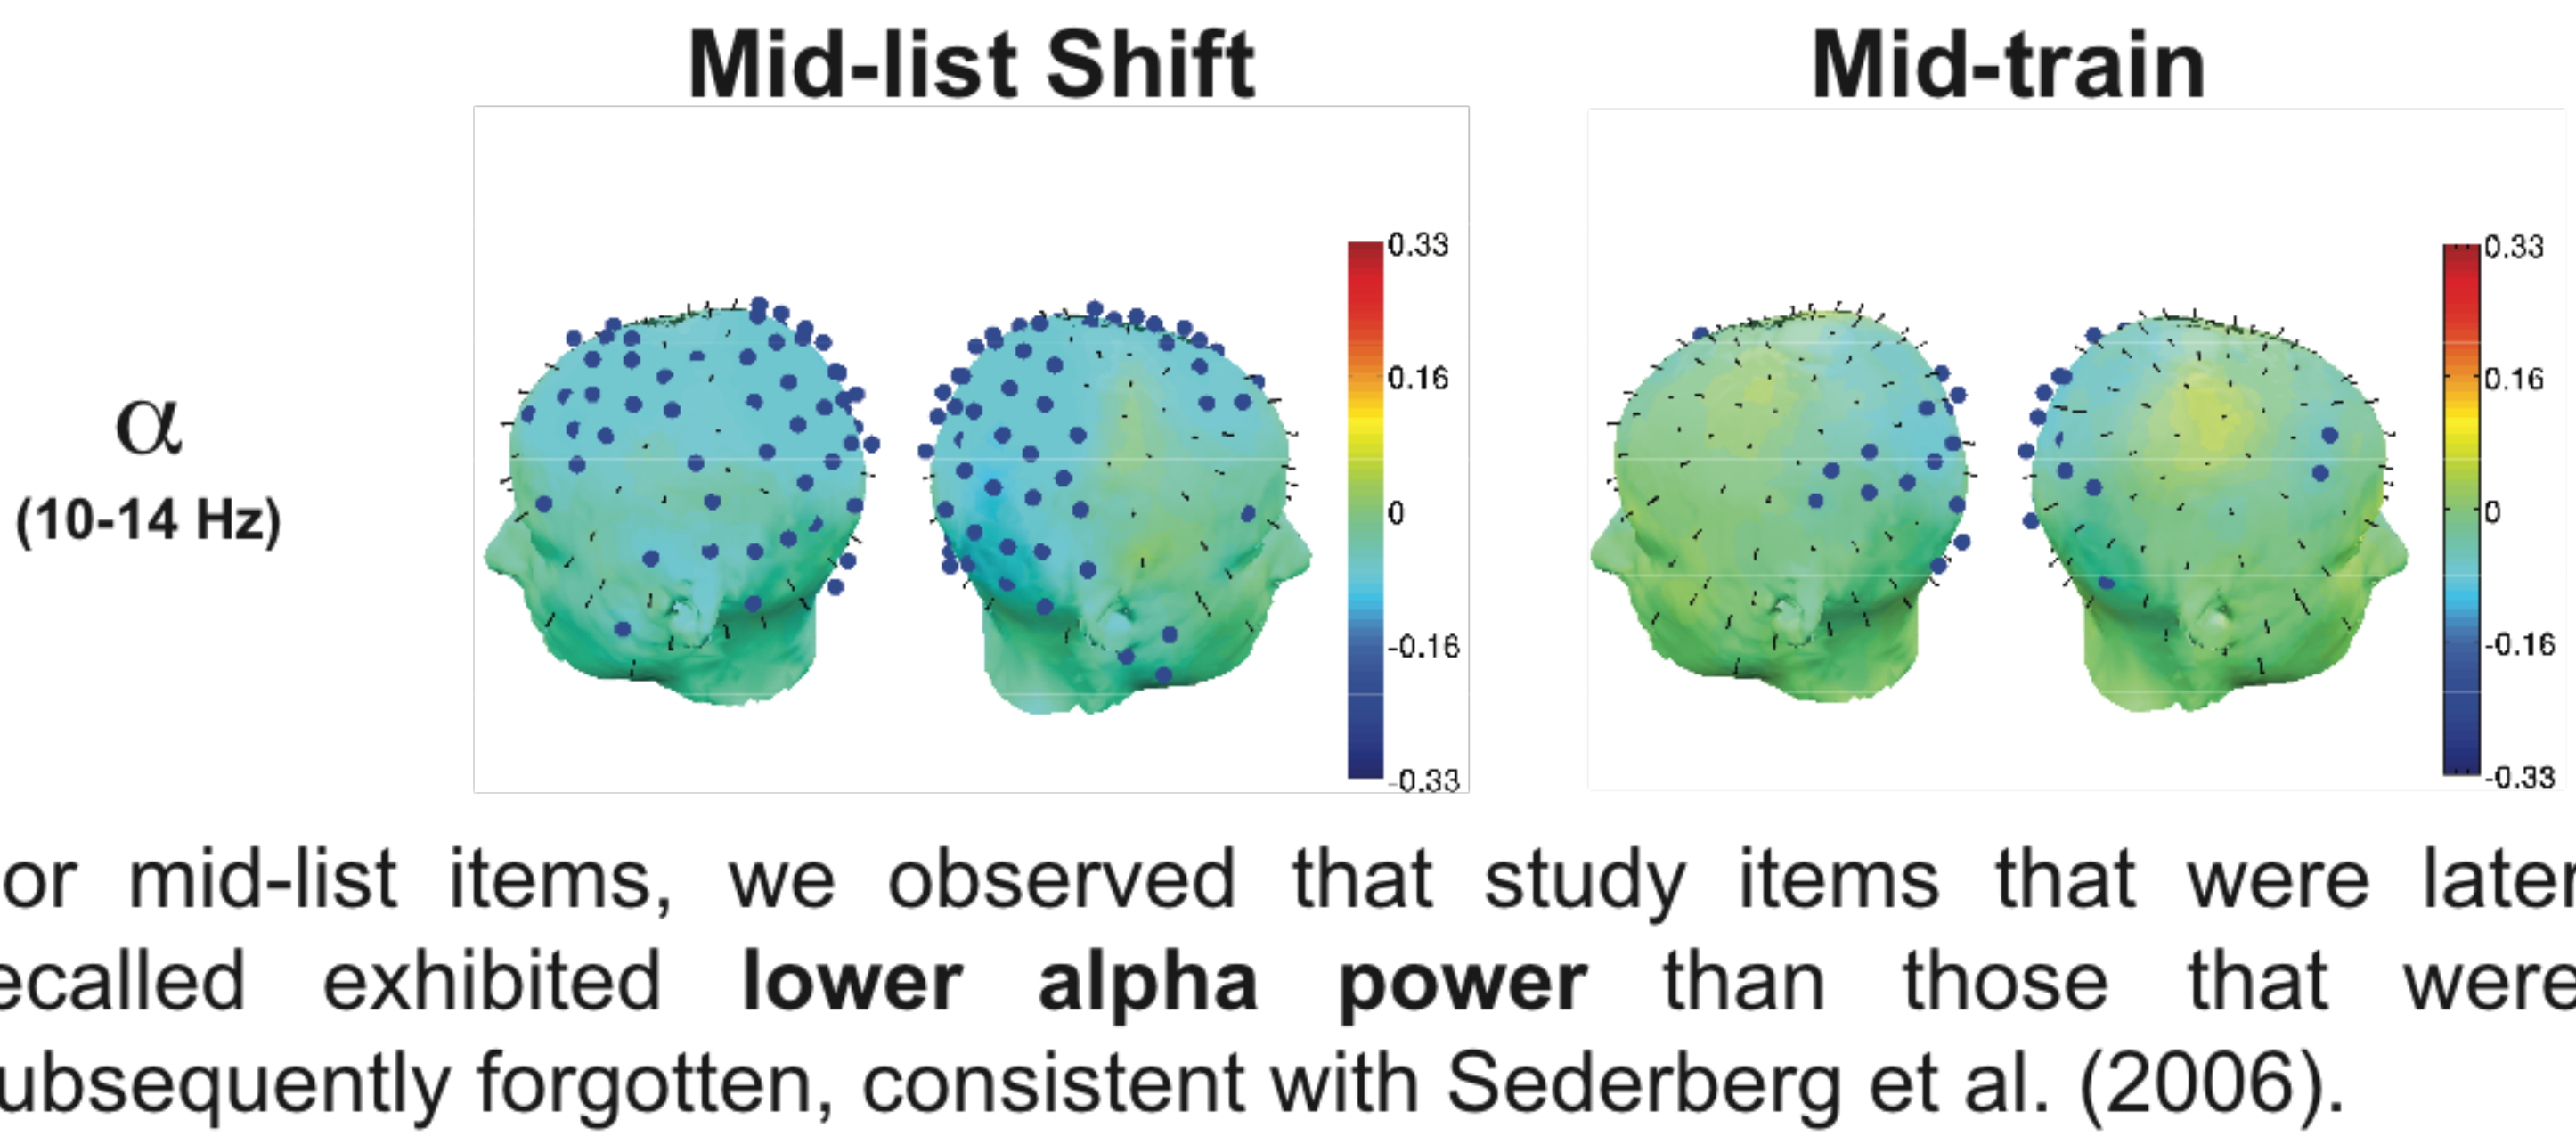 Mid-list Shift
Mid-train
α
(10-14 Hz)
0.33
0.16
0
-0.16
-0.33
0.33
0.16
0
-0.16
-0.33
or mid-list items, we observed that study items that were later
ecalled exhibited lower alpha power than those that were
ubsequently forgotten, consistent with Sederberg et al. (2006).